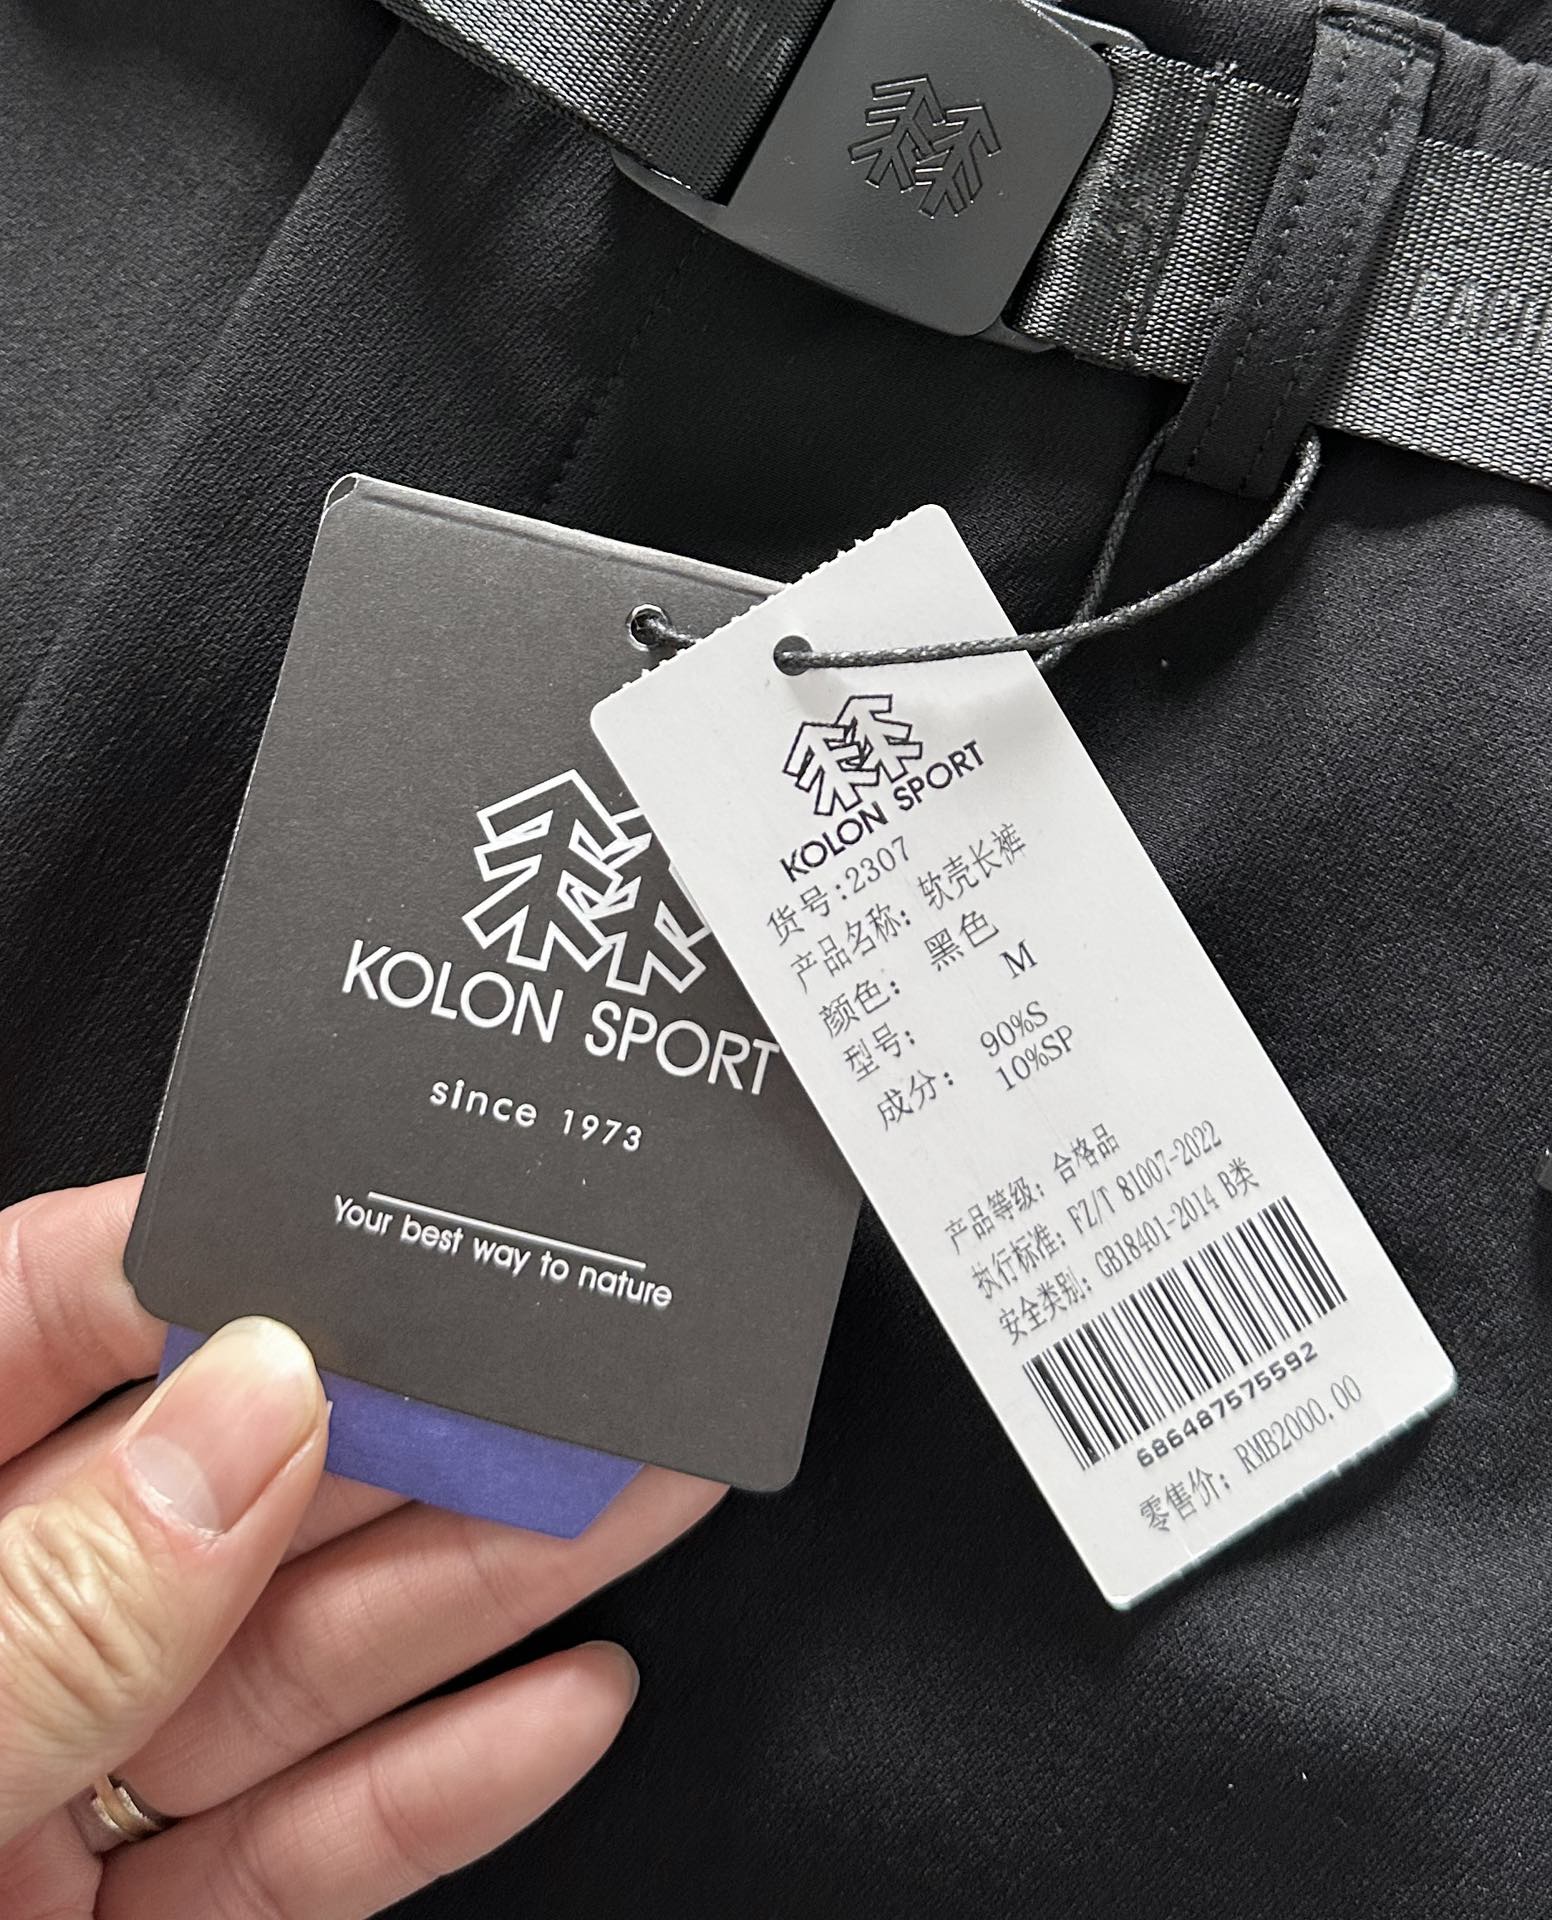 KOLON SPORT
since 1973
Your best way to nature
KOLON SPORT
货号:2307
产品名称: 软壳长裤
颜色: 黑色
型号: M
成分: 90%S
10%SP
产品等级: 合格品
执行标准: FZ/T 81007-2022
安全类别: GB18401-2014 B类
686487575592
零售价: RMB2000.00